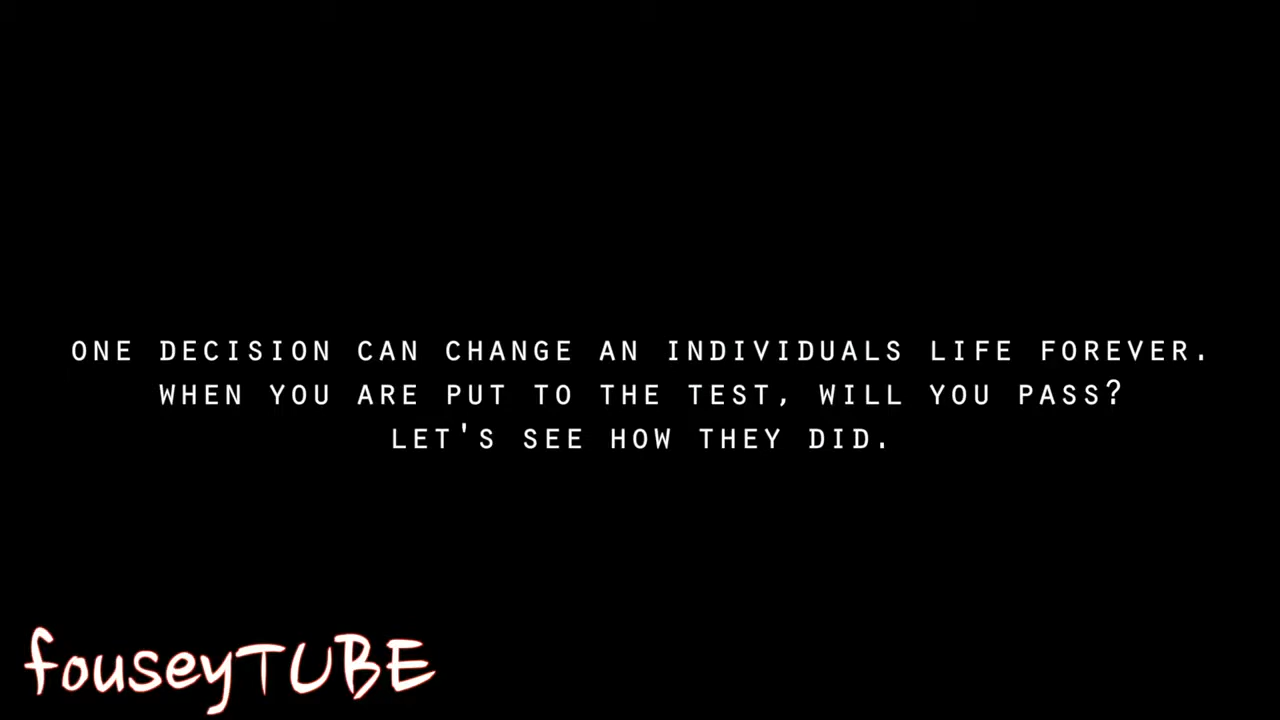 ONE DECISION CAN CHANGE AN INDIVIDUALS LIFE FOREVER.
WHEN YOU ARE PUT TO THE TEST, WILL YOU PASS?
LET'S SEE HOW THEY DID.
fouseyTUBE